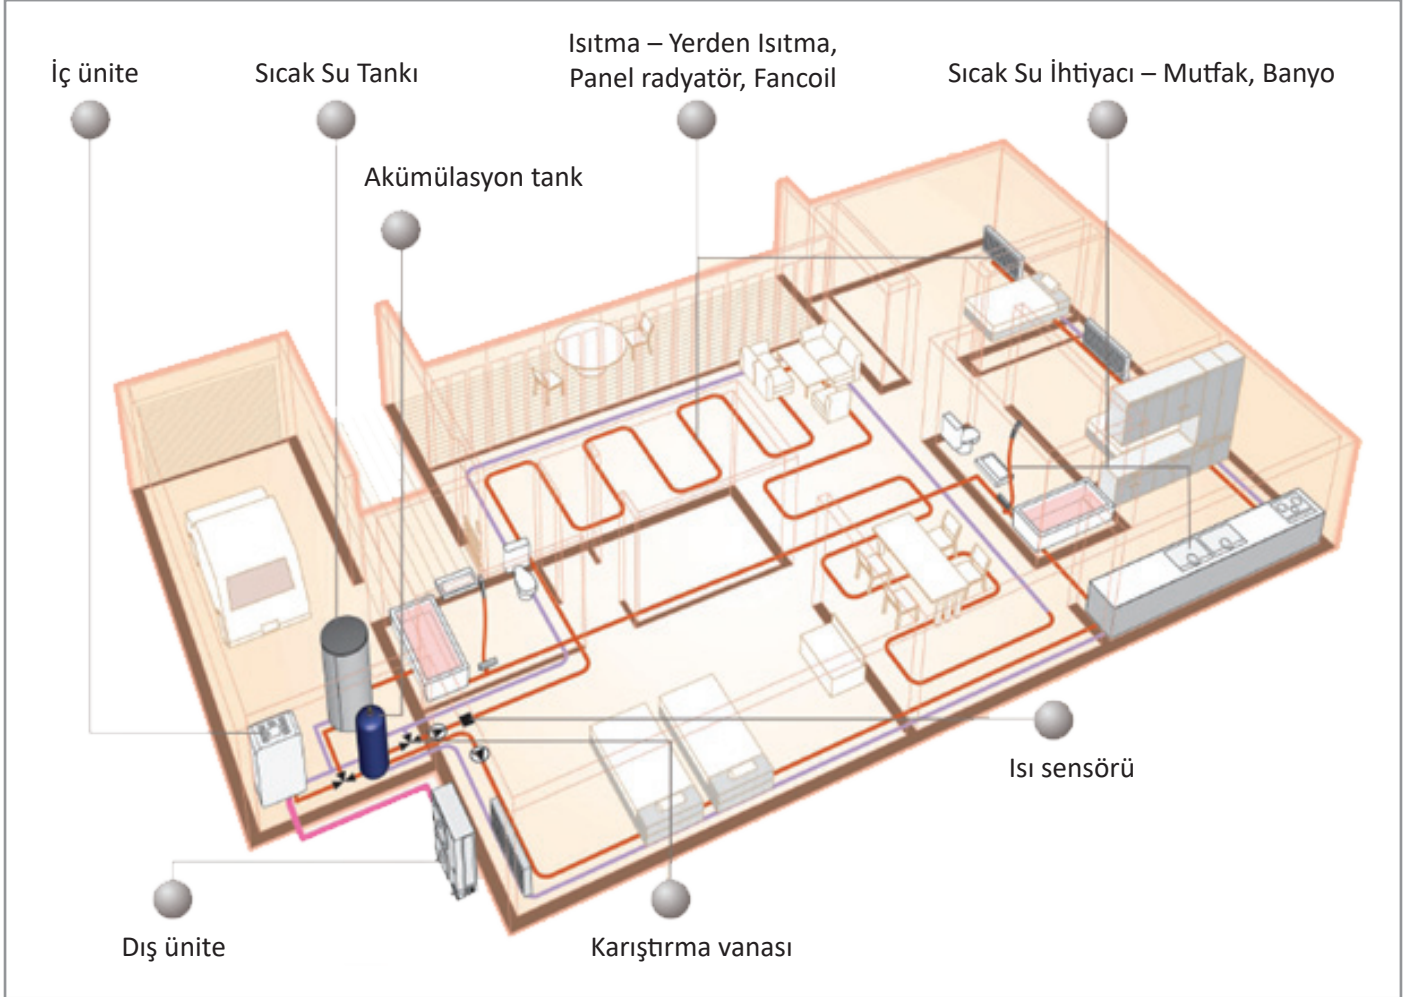 İç ünite
Sıcak Su Tankı
Isıtma – Yerden Isıtma,
Panel radyatör, Fancoil
Sıcak Su İhtiyacı – Mutfak, Banyo
Akümülasyon tank
Isı sensörü
Dış ünite
Karıştırma vanası